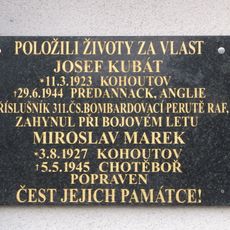 POLOŽILI ŽIVOTY ZA VLAST
JOSEF KUBÁT
*11.3.1923 KOHOUTOV
†29.6.1944 PREDANNACK, ANGLIE
PŘÍSLUŠNÍK 311.ČS.BOMBARDOVACÍ PERUTĚ RAF,
ZAHYNUL PŘI BOJOVÉM LETU
MIROSLAV MAREK
*3.8.1927 KOHOUTOV
†5.5.1945 CHOTĚBOŘ
POPRAVEN
ČEST JEJICH PAMÁTCE!